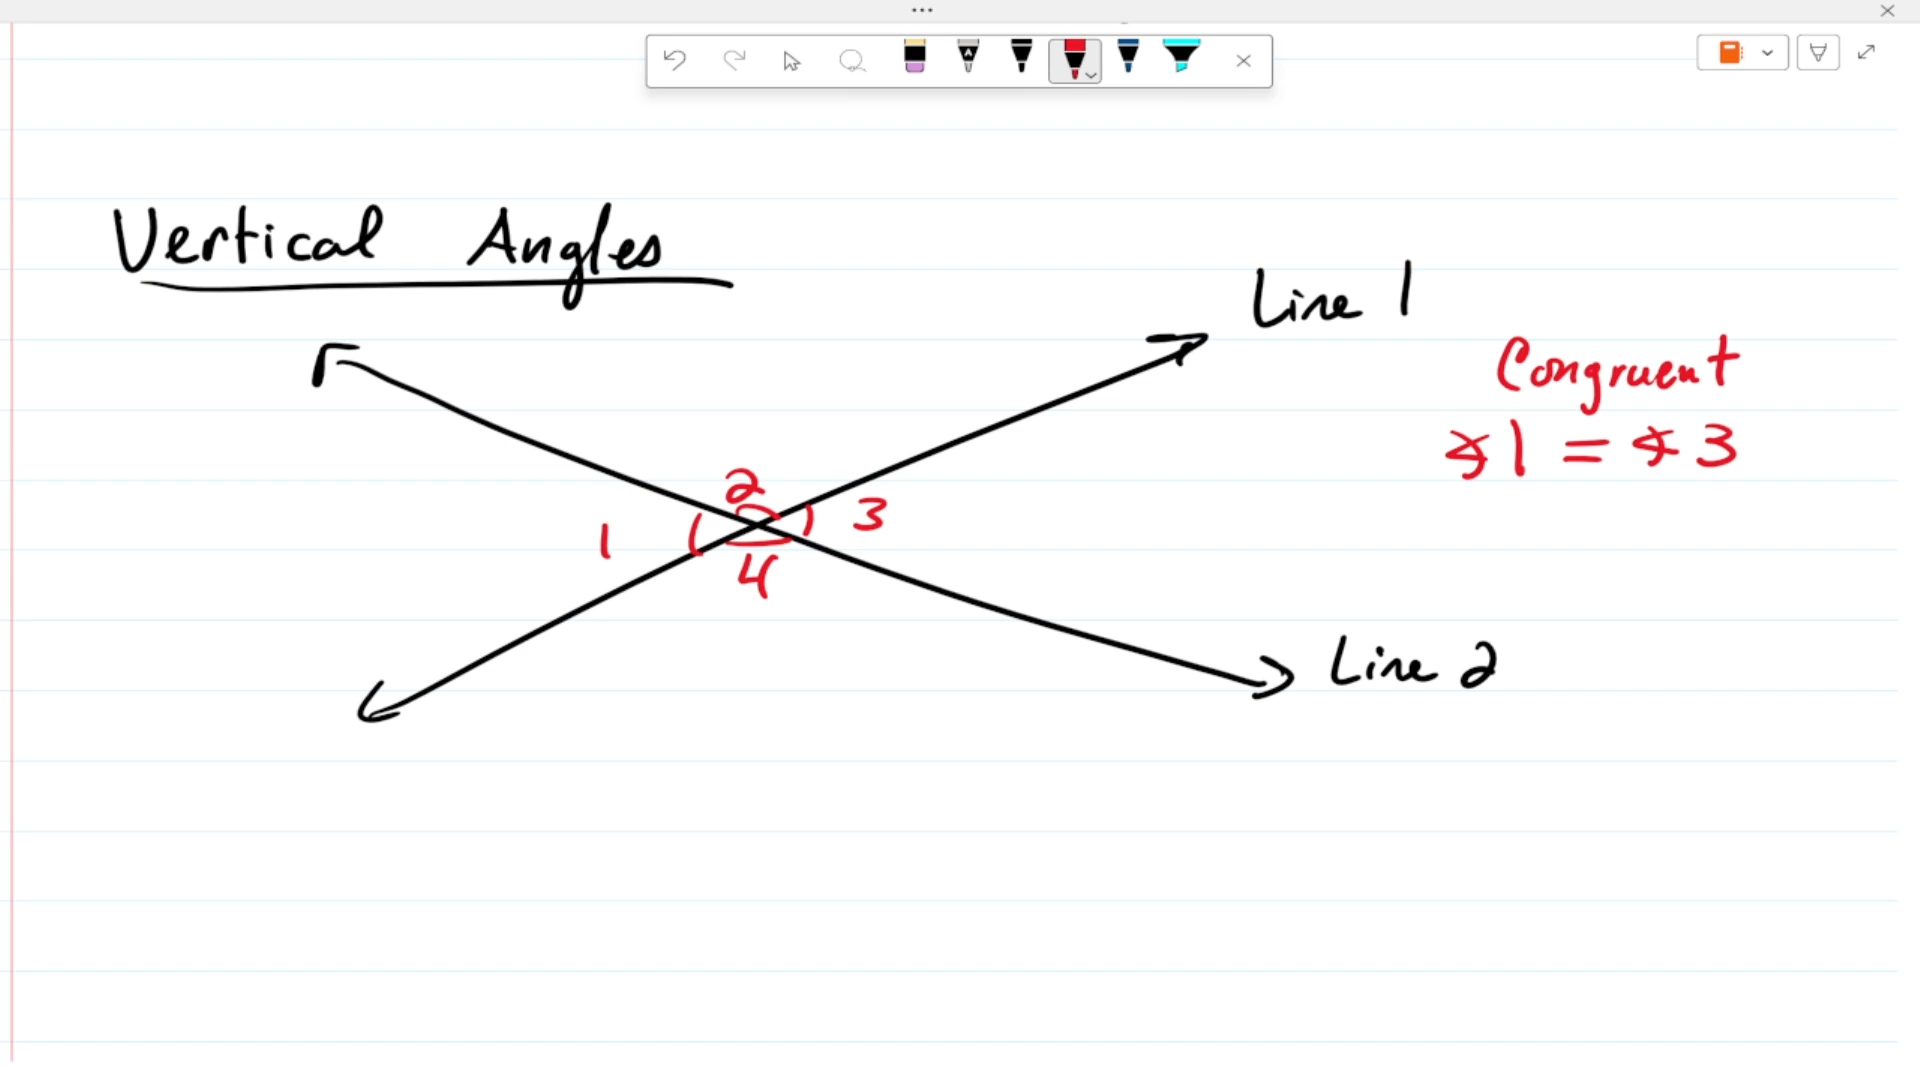 Vertical Angles
Line 1
Congruent
∡1 = ∡3
2
1
3
4
Line 2